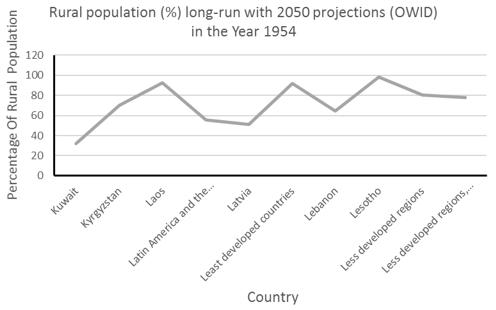 Rural population (%) long-run with 2050 projections (OWID)
in the Year 1954
Percentage Of Rural Population
120
100
80
60
40
20
0
Kuwait
Kyrgyzstan
Laos
Latin America and the...
Latvia
Least developed countries
Lebanon
Lesotho
Less developed regions
Less developed regions,...
Country